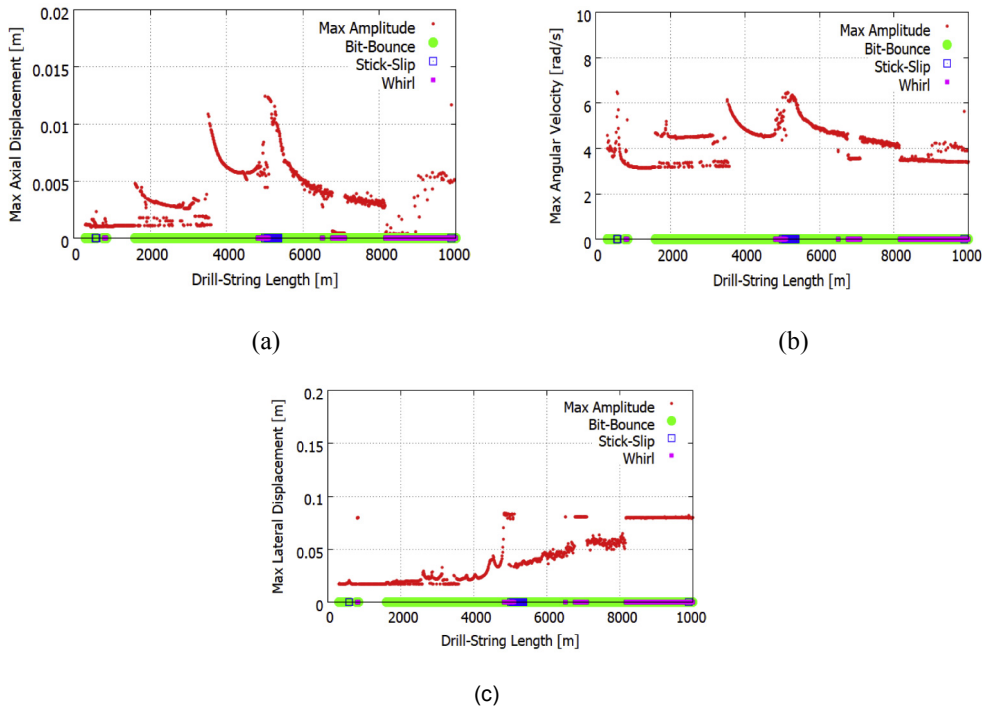 0.02
0.015
0.01
0.005
0
Max Axial Displacement [m]
Max Amplitude
Bit-Bounce
Stick-Slip
Whirl
0 2000 4000 6000 8000 1000
Drill-String Length [m]
(a)
10
8
6
4
2
0
Max Angular Velocity [rad/s]
Max Amplitude
Bit-Bounce
Stick-Slip
Whirl
0 2000 4000 6000 8000 1000
Drill-String Length [m]
(b)
0.2
0.15
0.1
0.05
0
Max Lateral Displacement [m]
Max Amplitude
Bit-Bounce
Stick-Slip
Whirl
0 2000 4000 6000 8000 1000
Drill-String Length [m]
(c)